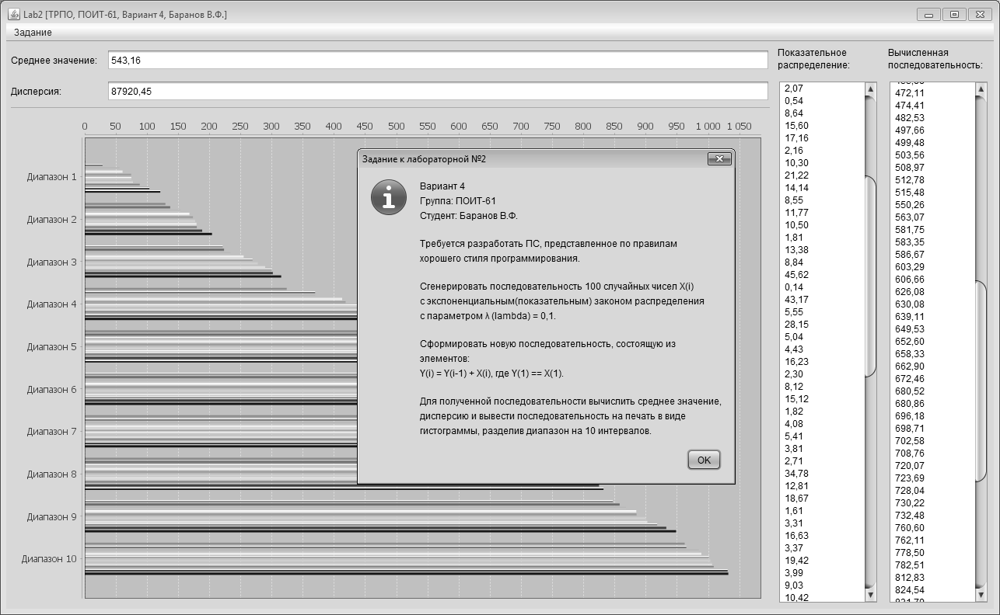 Lab2 [ТРПО, ПОИТ-61, Вариант 4, Баранов В.Ф.]
Задание
Среднее значение:
543,16
Дисперсия:
87920,45
0 50 100 150 200 250 300 350 400 450 500 550 600 650 700 750 800 850 900 950 1 000 1 050
Диапазон 1
Диапазон 2
Диапазон 3
Диапазон 4
Диапазон 5
Диапазон 6
Диапазон 7
Диапазон 8
Диапазон 9
Диапазон 10
Задание к лабораторной №2
Вариант 4
Группа: ПОИТ-61
Студент: Баранов В.Ф.
Требуется разработать ПС, представленное по правилам
хорошего стиля программирования.
Сгенерировать последовательность 100 случайных чисел X(i)
с экспоненциальным(показательным) законом распределения
с параметром λ (lambda) = 0,1.
Сформировать новую последовательность, состоящую из
элементов:
Y(i) = Y(i-1) + X(i), где Y(1) == X(1).
Для полученной последовательности вычислить среднее значение,
дисперсию и вывести последовательность на печать в виде
гистограммы, разделив диапазон на 10 интервалов.
OK
Показательное
распределение:
2,07
0,54
8,64
15,60
17,16
2,16
10,30
21,22
14,14
8,55
11,77
10,50
1,81
13,38
8,84
45,62
0,14
43,17
5,55
28,15
5,04
4,43
16,23
2,30
8,12
15,12
1,82
4,08
5,41
3,81
2,71
34,78
12,81
18,67
1,61
3,31
16,63
3,37
19,42
3,99
9,03
10,42
Вычисленная
последовательность:
472,11
474,41
482,53
497,66
499,48
503,56
508,97
512,78
515,48
550,26
563,07
581,75
583,35
586,67
603,29
606,66
626,08
630,08
639,11
649,53
652,60
658,33
662,90
672,46
680,52
680,86
696,18
698,71
702,58
708,76
720,07
723,69
728,04
730,22
732,48
760,60
762,11
778,50
782,51
812,83
824,54